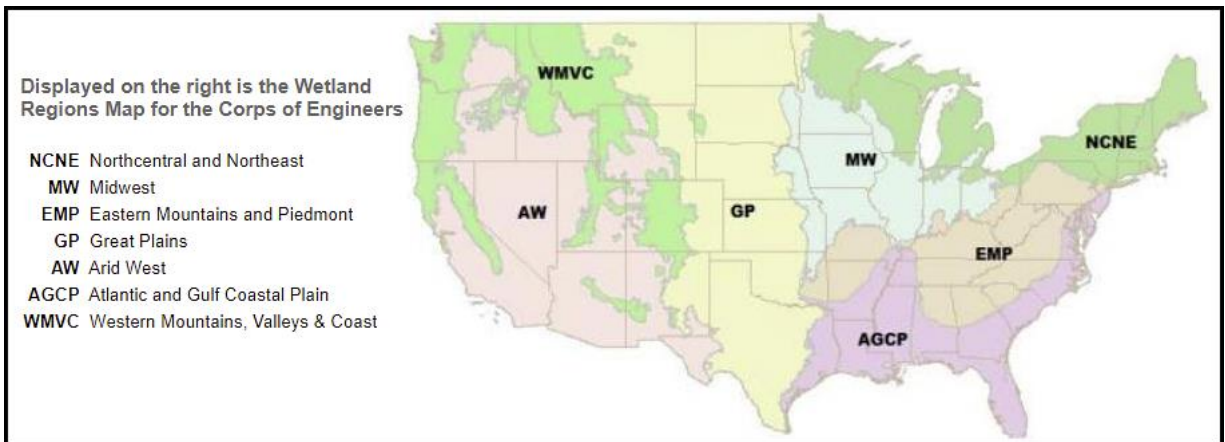 Displayed on the right is the Wetland
Regions Map for the Corps of Engineers
NCNE Northcentral and Northeast
MW Midwest
EMP Eastern Mountains and Piedmont
GP Great Plains
AW Arid West
AGCP Atlantic and Gulf Coastal Plain
WMVC Western Mountains, Valleys & Coast
WMVC
NCNE
MW
AW
GP
EMP
AGCP